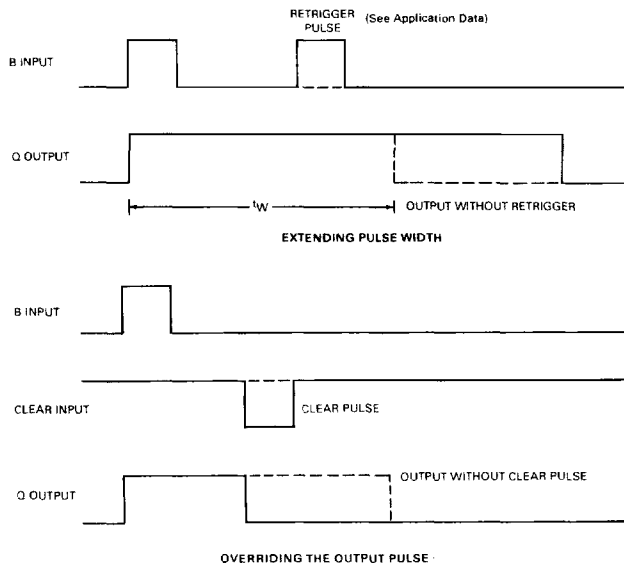 RETRIGGER
PULSE
(See Application Data)
B INPUT
Q OUTPUT
tW
OUTPUT WITHOUT RETRIGGER
EXTENDING PULSE WIDTH
B INPUT
CLEAR INPUT
CLEAR PULSE
OUTPUT WITHOUT CLEAR PULSE
Q OUTPUT
OVERRIDING THE OUTPUT PULSE